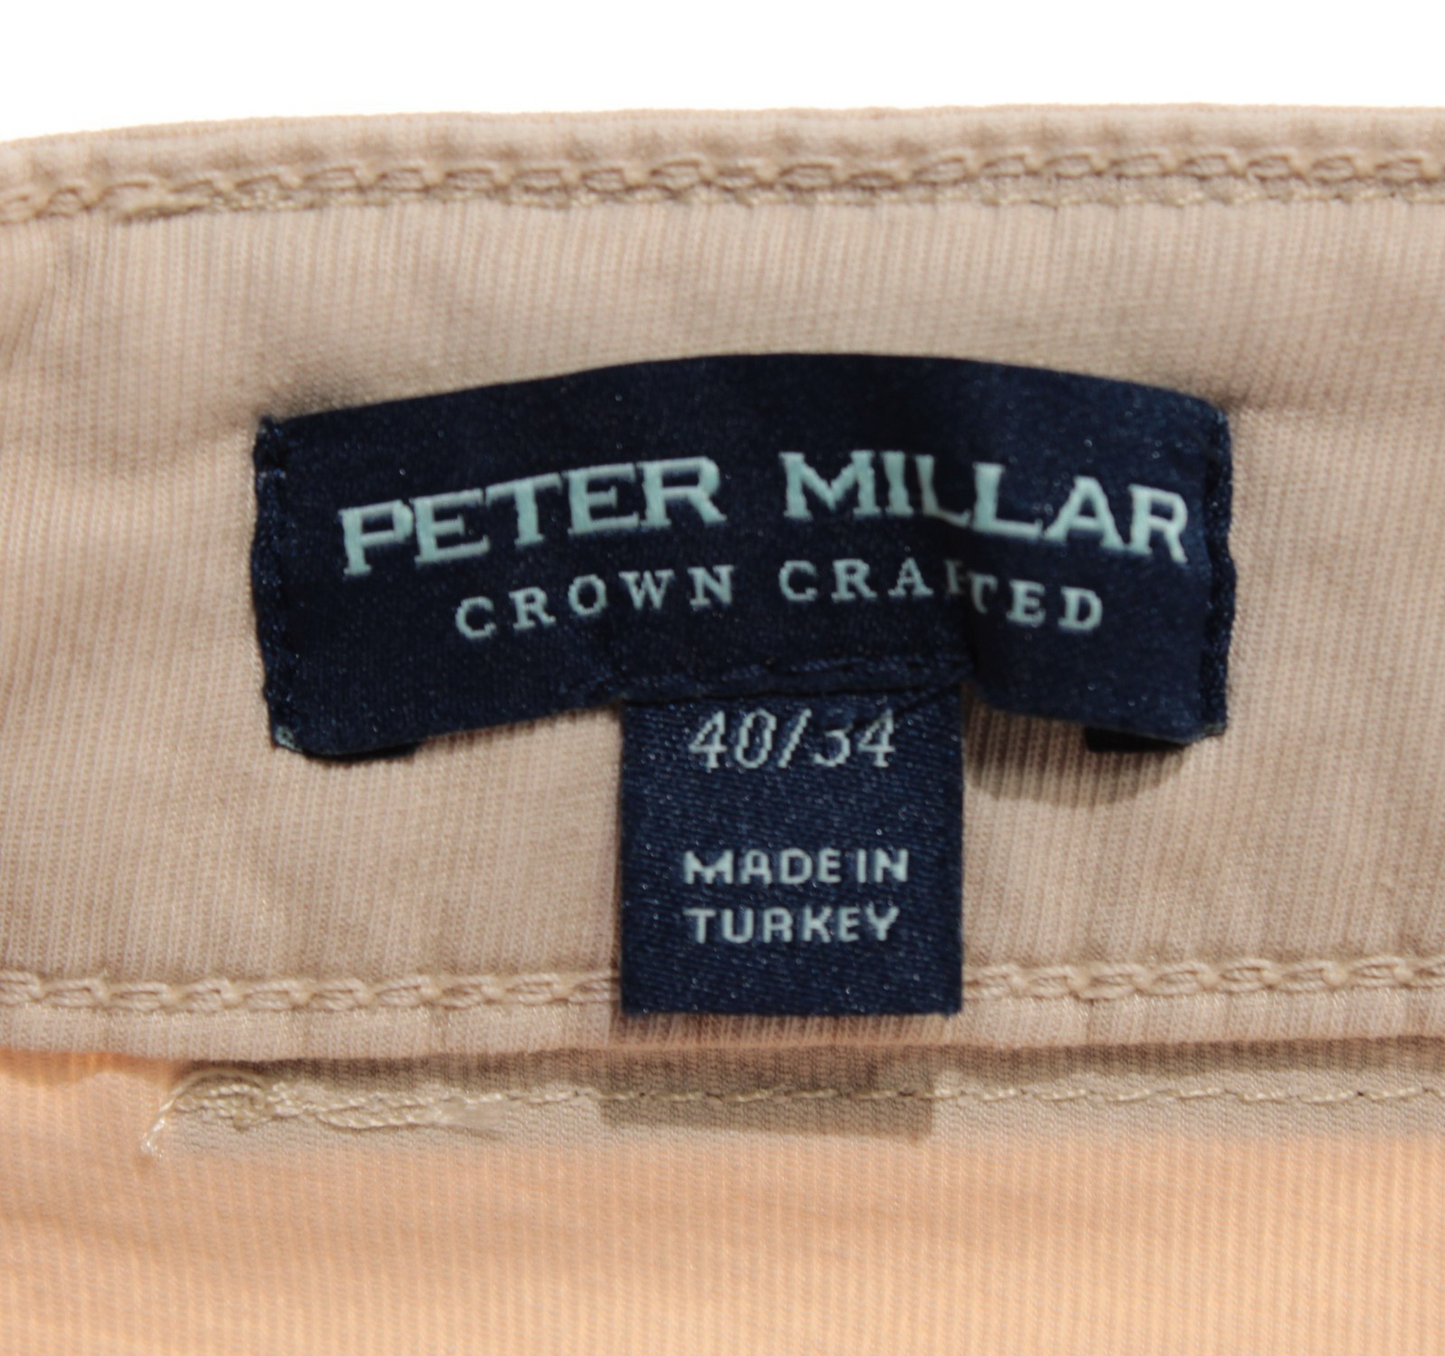 PETER MILLAR
CROWN CRAFTED
40/34
MADE IN
TURKEY